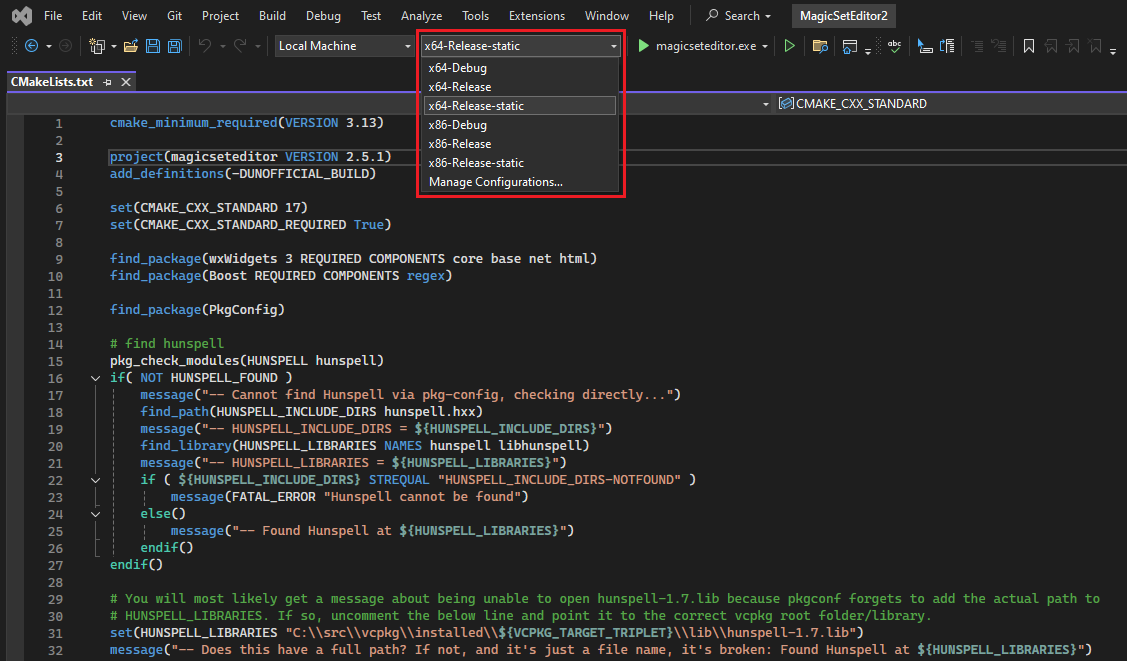 File Edit View Git Project Build Debug Test Analyze Tools Extensions Window Help Search MagicSetEditor2
Local Machine x64-Release-static magicseteditor.exe abc
x64-Debug
x64-Release
x64-Release-static
x86-Debug
x86-Release
x86-Release-static
Manage Configurations...
CMakeLists.txt
CMAKE_CXX_STANDARD
1 cmake_minimum_required(VERSION 3.13)
2
3 project(magicseteditor VERSION 2.5.1)
4 add_definitions(-DUNOFFICIAL_BUILD)
5
6 set(CMAKE_CXX_STANDARD 17)
7 set(CMAKE_CXX_STANDARD_REQUIRED True)
8
9 find_package(wxWidgets 3 REQUIRED COMPONENTS core base net html)
10 find_package(Boost REQUIRED COMPONENTS regex)
11
12 find_package(PkgConfig)
13
14 # find hunspell
15 pkg_check_modules(HUNSPELL hunspell)
16 if( NOT HUNSPELL_FOUND )
17 message("-- Cannot find Hunspell via pkg-config, checking directly...")
18 find_path(HUNSPELL_INCLUDE_DIRS hunspell.hxx)
19 message("-- HUNSPELL_INCLUDE_DIRS = ${HUNSPELL_INCLUDE_DIRS}")
20 find_library(HUNSPELL_LIBRARIES NAMES hunspell libhunspell)
21 message("-- HUNSPELL_LIBRARIES = ${HUNSPELL_LIBRARIES}")
22 if ( ${HUNSPELL_INCLUDE_DIRS} STREQUAL "HUNSPELL_INCLUDE_DIRS-NOTFOUND" )
23 message(FATAL_ERROR "Hunspell cannot be found")
24 else()
25 message("-- Found Hunspell at ${HUNSPELL_LIBRARIES}")
26 endif()
27 endif()
28
29 # You will most likely get a message about being unable to open hunspell-1.7.lib because pkgconf forgets to add the actual path to
30 # HUNSPELL_LIBRARIES. If so, uncomment the below line and point it to the correct vcpkg root folder/library.
31 set(HUNSPELL_LIBRARIES "C:\\src\\vcpkg\\installed\\${VCPKG_TARGET_TRIPLET}\\lib\\hunspell-1.7.lib")
32 message("-- Does this have a full path? If not, and it's just a file name, it's broken: Found Hunspell at ${HUNSPELL_LIBRARIES}")